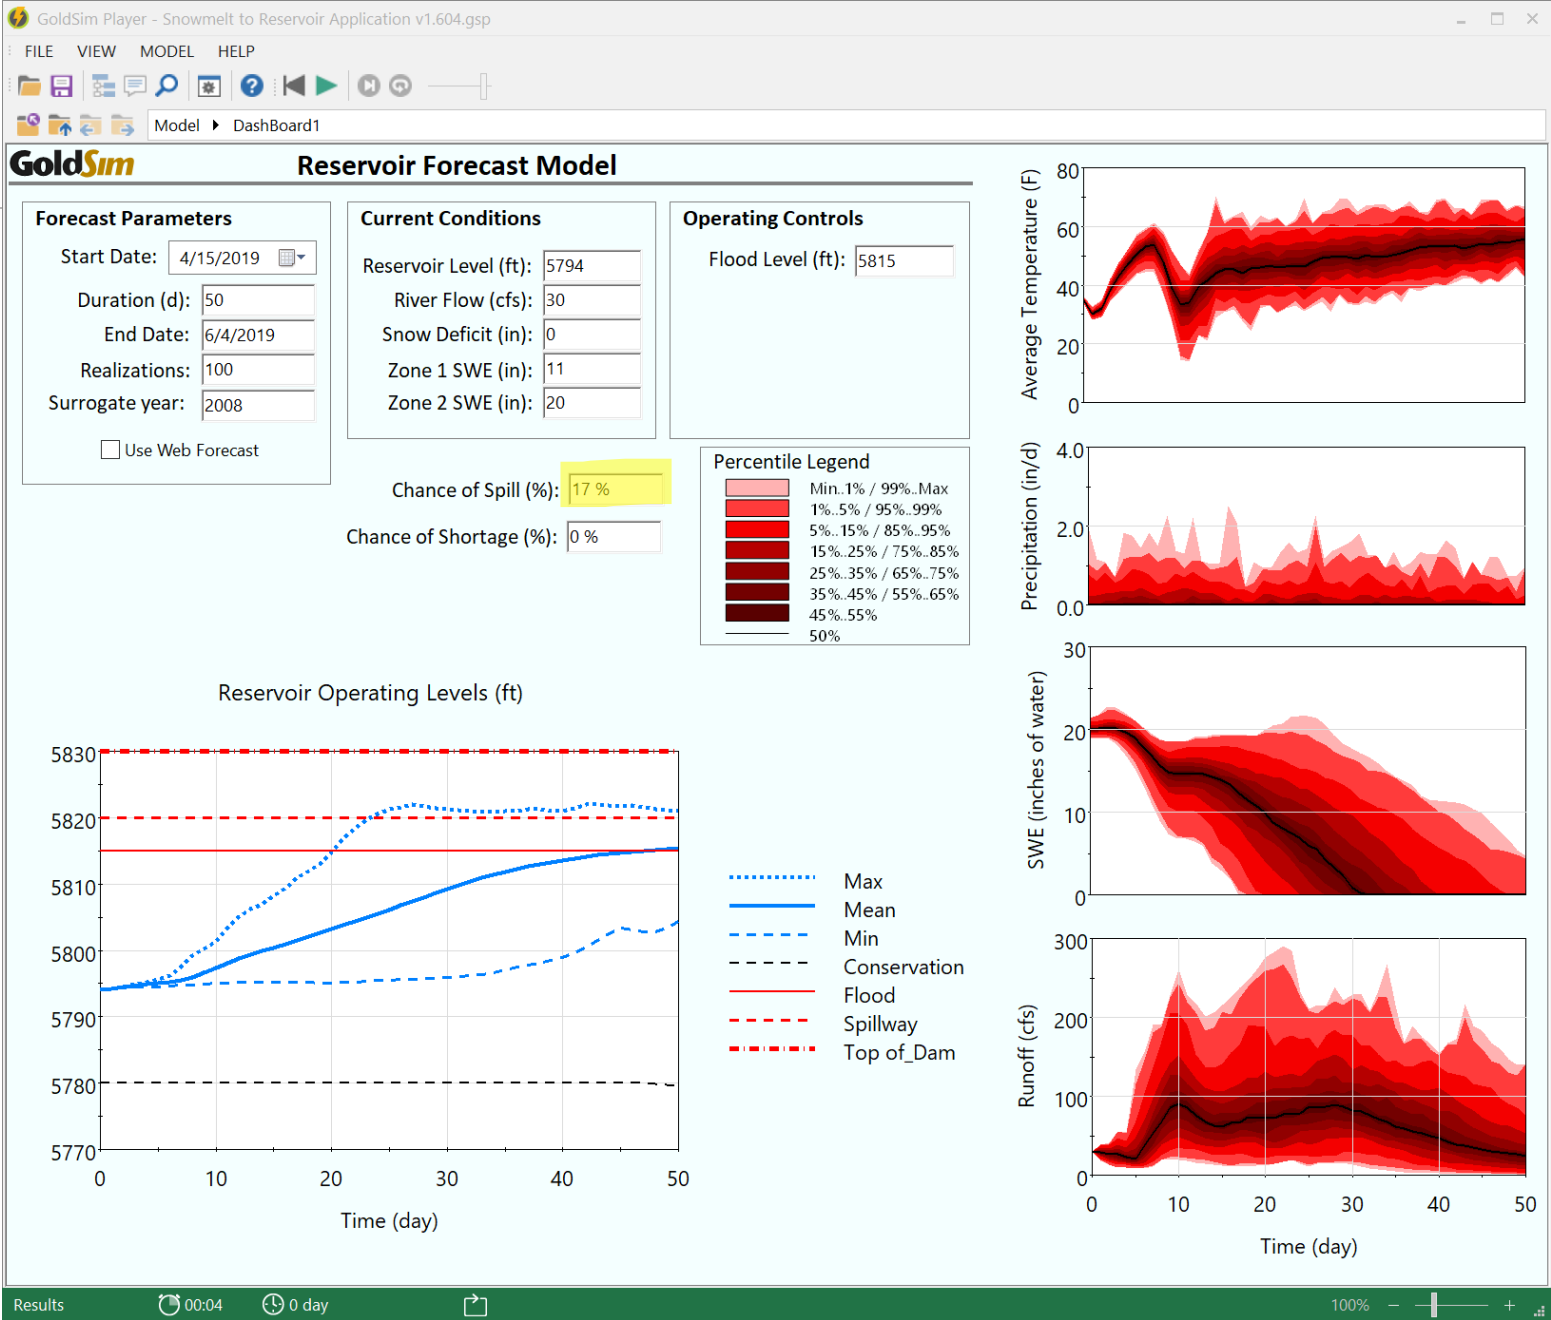 GoldSim Player - Snowmelt to Reservoir Application v1.604.gsp
FILE VIEW MODEL HELP
Model DashBoard1
GoldSim
Reservoir Forecast Model
Forecast Parameters
Start Date: 4/15/2019
Duration (d): 50
End Date: 6/4/2019
Realizations: 100
Surrogate year: 2008
Use Web Forecast
Current Conditions
Reservoir Level (ft): 5794
River Flow (cfs): 30
Snow Deficit (in): 0
Zone 1 SWE (in): 11
Zone 2 SWE (in): 20
Operating Controls
Flood Level (ft): 5815
Chance of Spill (%): 17 %
Chance of Shortage (%): 0 %
Percentile Legend
Min..1% / 99%..Max
1%..5% / 95%..99%
5%..15% / 85%..95%
15%..25% / 75%..85%
25%..35% / 65%..75%
35%..45% / 55%..65%
45%..55%
50%
Reservoir Operating Levels (ft)
5830
5820
5810
5800
5790
5780
5770
0 10 20 30 40 50
Time (day)
Max
Mean
Min
Conservation
Flood
Spillway
Top of_Dam
Average Temperature (F)
80
60
40
20
0
Precipitation (in/d)
4.0
2.0
0.0
SWE (inches of water)
30
20
10
0
Runoff (cfs)
300
200
100
0
0 10 20 30 40 50
Time (day)
Results 00:04 0 day 100%